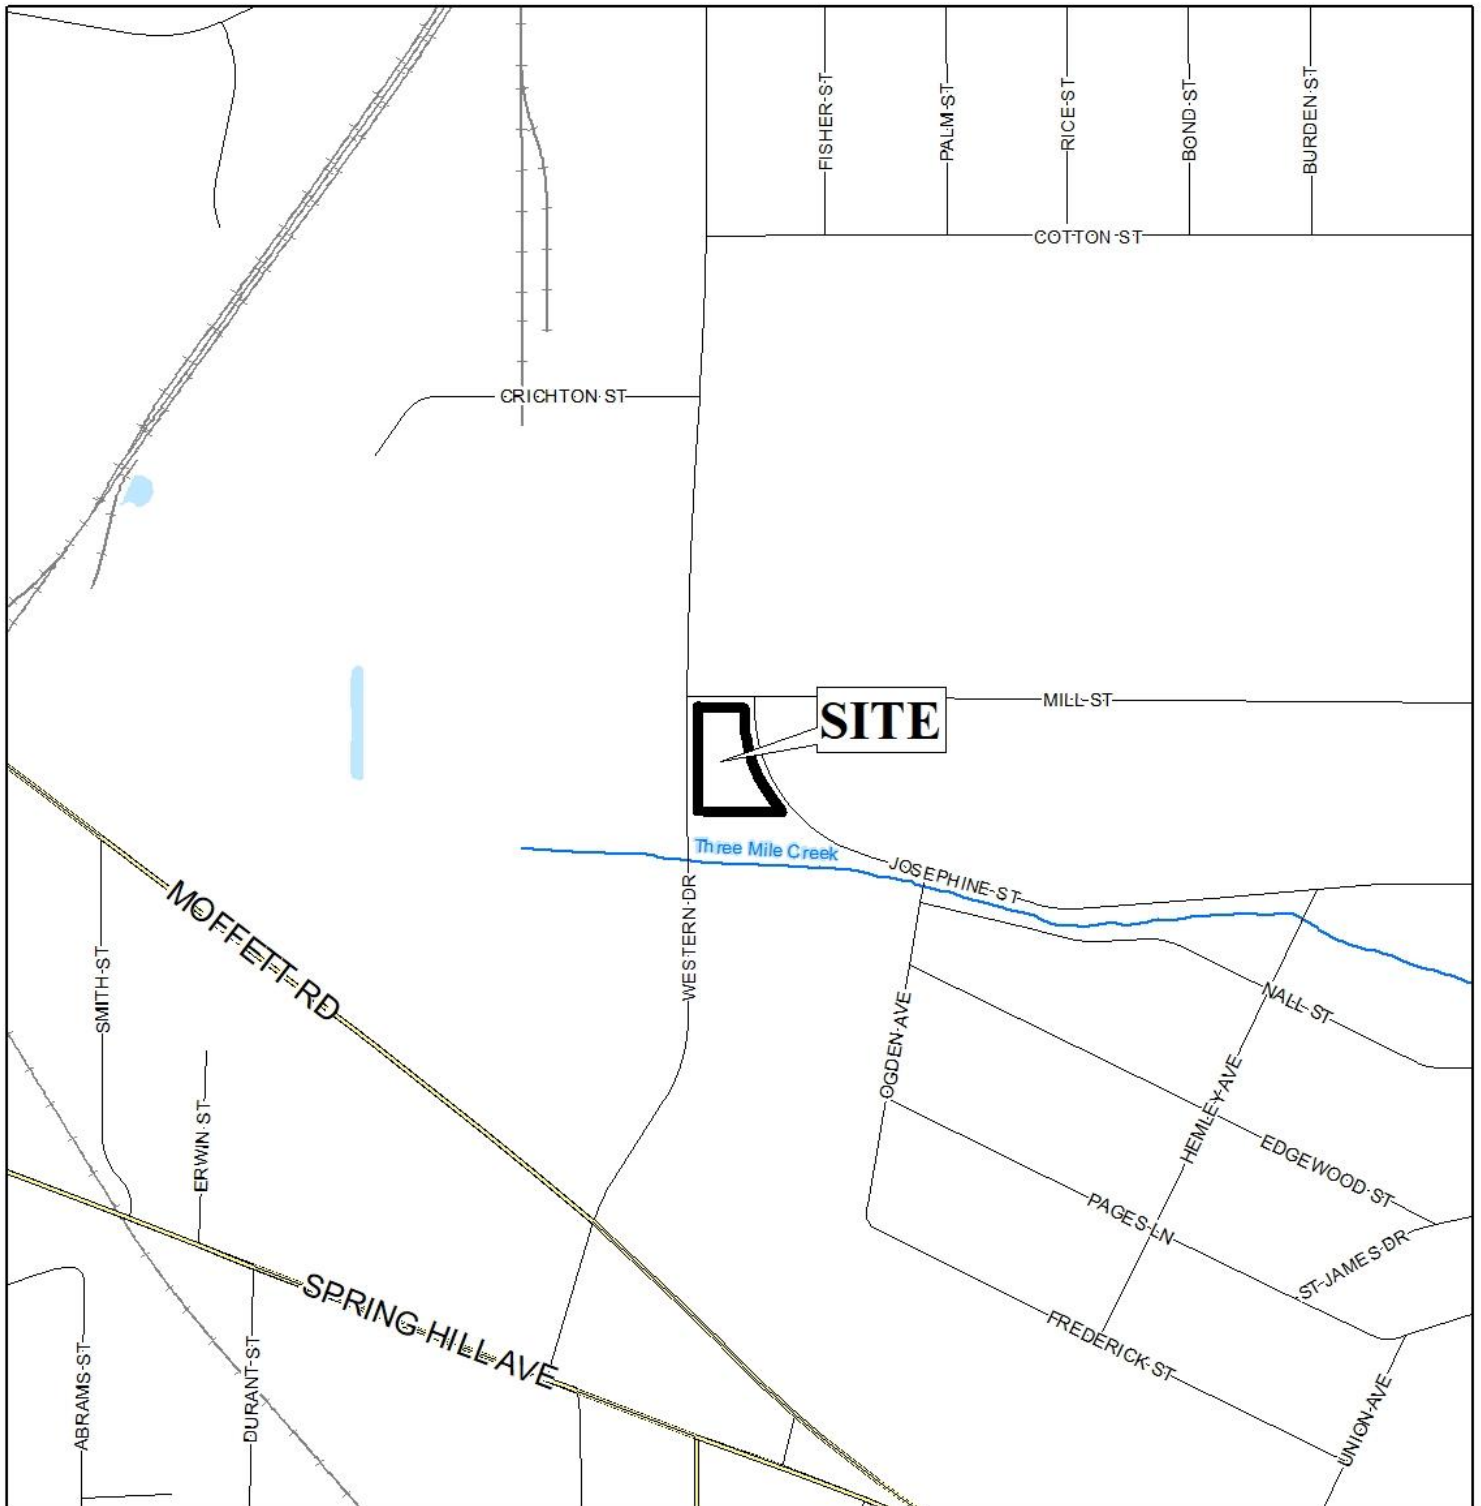 FISHER ST
PALM ST
RICE ST
BOND ST
BURDEN ST
COTTON ST
CRICHTON ST
MILL ST
SITE
Three Mile Creek
JOSEPHINE ST
WESTERN DR
MOFFETT RD
SMITH ST
NALL ST
OGDEN AVE
HEMLEY AVE
ERWIN ST
EDGEWOOD ST
PAGES LN
ST JAMES DR
SPRING HILL AVE
FREDERICK ST
ABRAMS ST
DURANT ST
UNION AVE